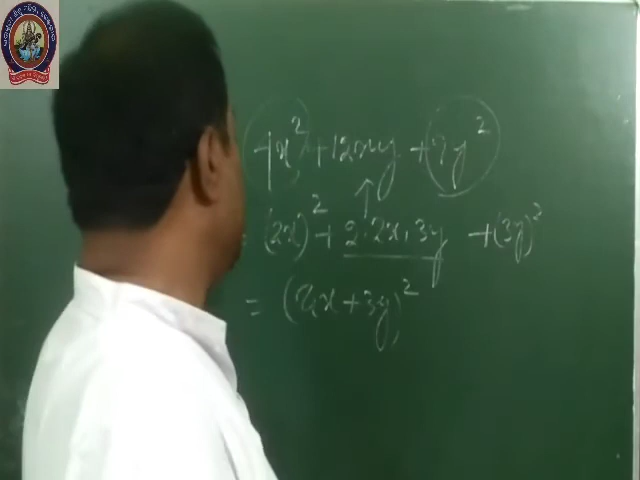 4x² + 12xy + 9y²
= (2x)² + 2·2x·3y + (3y)²
= (2x + 3y)²